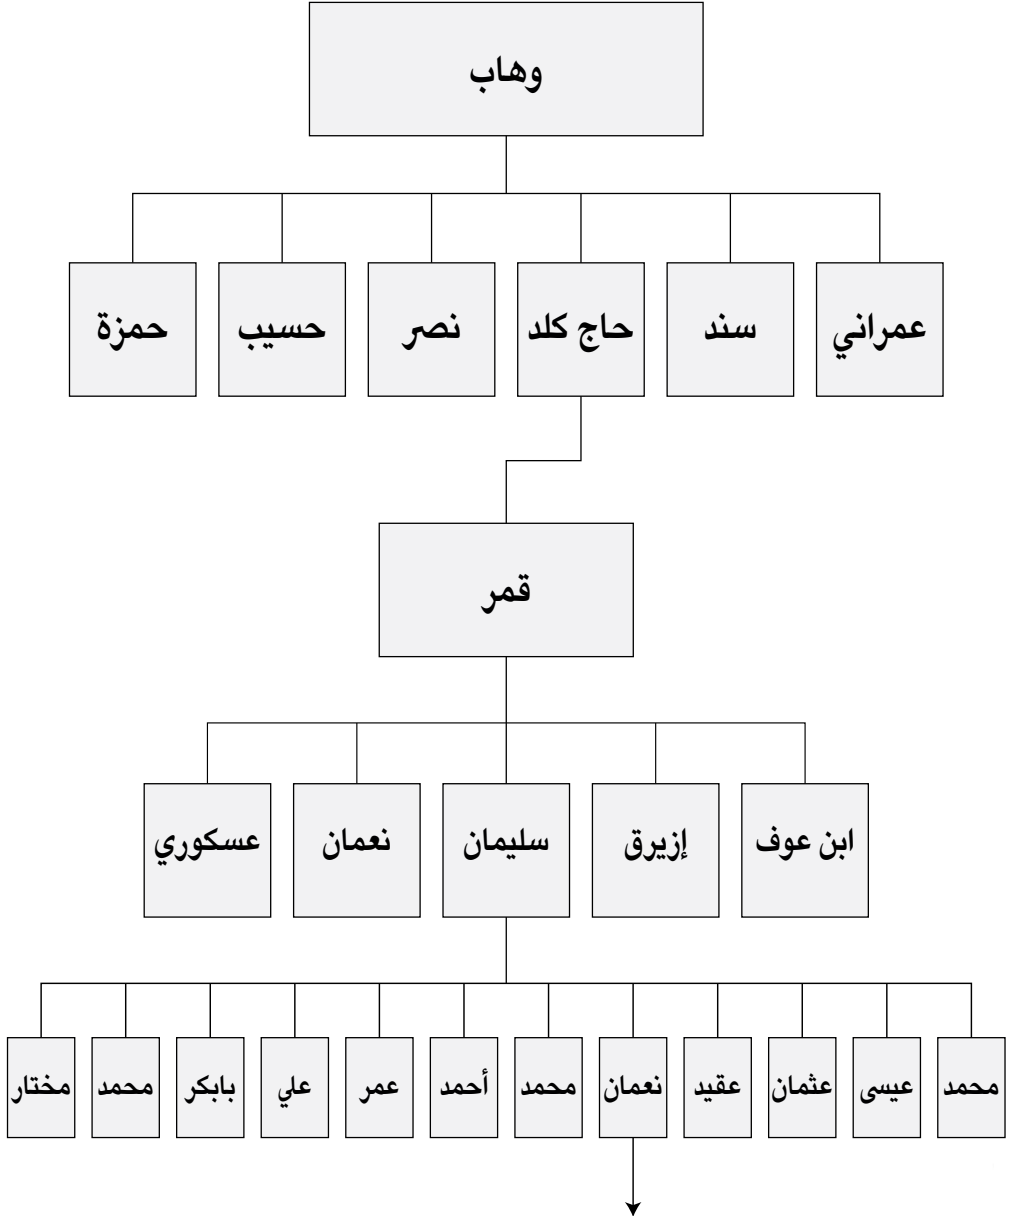 وهاب
عمراني
سند
حاج كلد
نصر
حسيب
حمزة
قمر
ابن عوف
إزيرق
سليمان
نعمان
عسكوري
محمد
عيسى
عثمان
عقيد
نعمان
محمد
أحمد
عمر
علي
بابكر
محمد
مختار